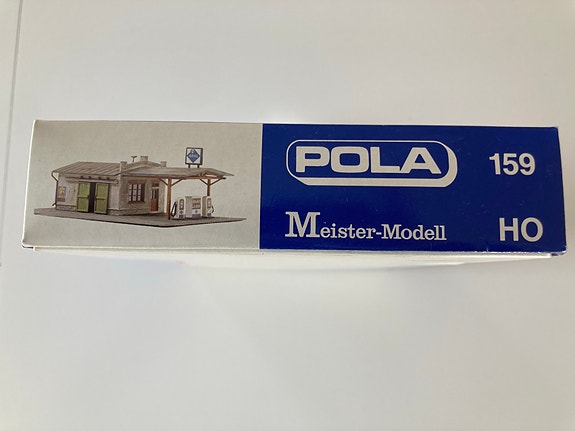 POLA 159
Meister-Modell HO